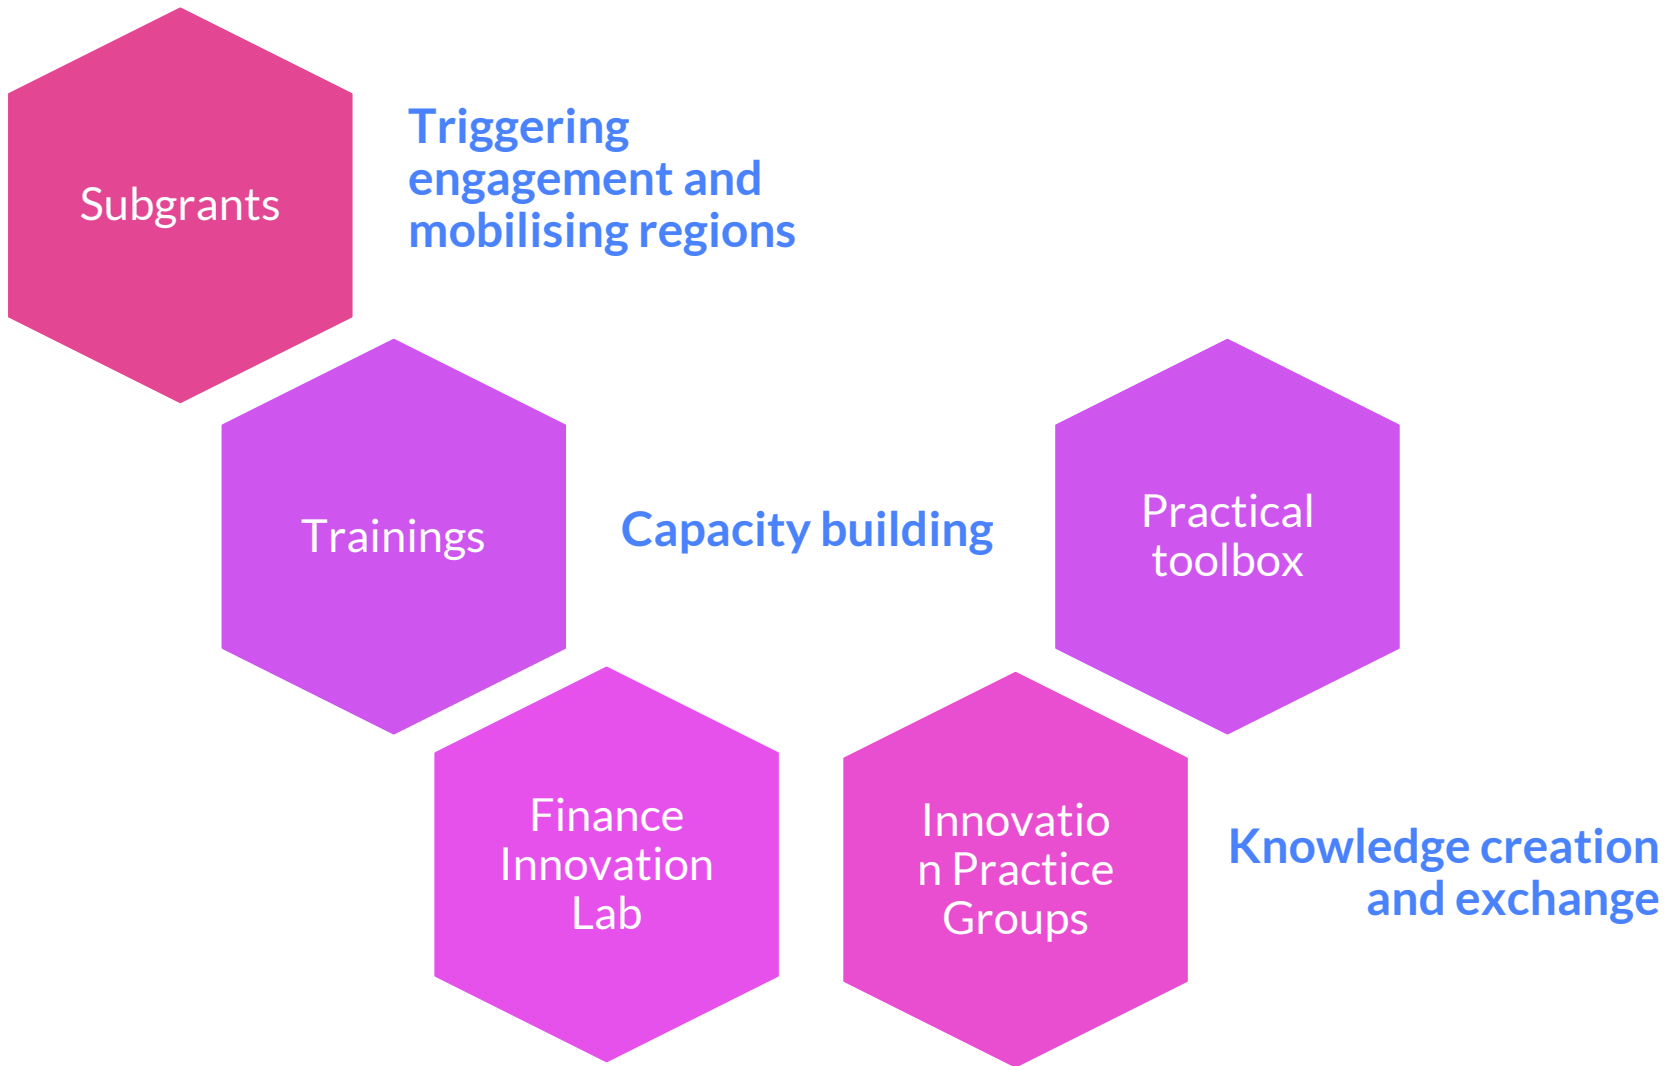 Subgrants
Triggering
engagement and
mobilising regions
Trainings
Capacity building
Practical
toolbox
Finance
Innovation
Lab
Innovatio
n Practice
Groups
Knowledge creation
and exchange